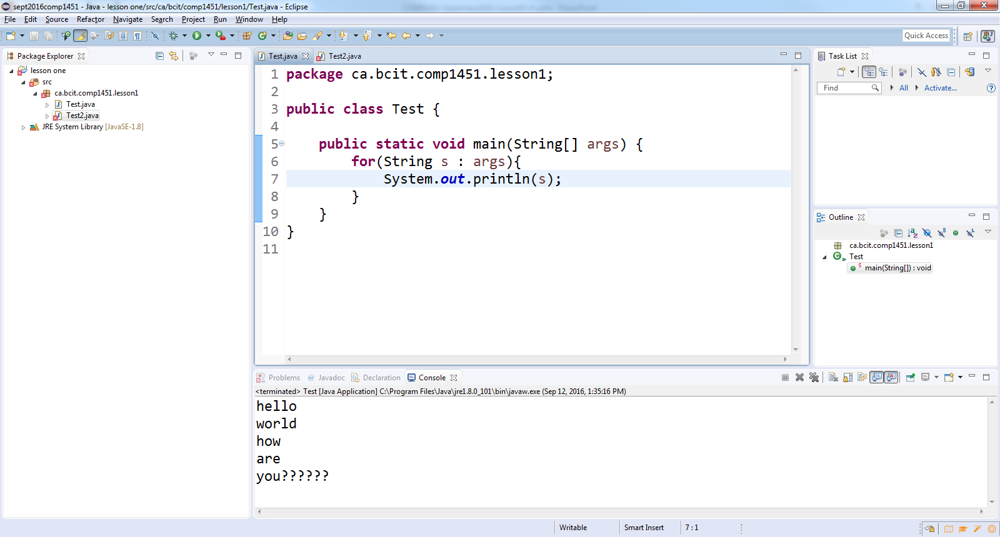 sept2016comp1451 - Java - lesson one/src/ca/bcit/comp1451/lesson1/Test.java - Eclipse
File Edit Source Refactor Navigate Search Project Run Window Help
Quick Access
Package Explorer
lesson one
src
ca.bcit.comp1451.lesson1
Test.java
Test2.java
JRE System Library [JavaSE-1.8]
Test.java Test2.java
1 package ca.bcit.comp1451.lesson1;
2
3 public class Test {
4
5 public static void main(String[] args) {
6 for(String s : args){
7 System.out.println(s);
8 }
9 }
10 }
11
Task List
Find All Activate...
Outline
ca.bcit.comp1451.lesson1
Test
main(String[]) : void
Problems @ Javadoc Declaration Console
<terminated> Test [Java Application] C:\Program Files\Java\jre1.8.0_101\bin\javaw.exe (Sep 12, 2016, 1:35:16 PM)
hello
world
how
are
you??????
Writable Smart Insert 7 : 1